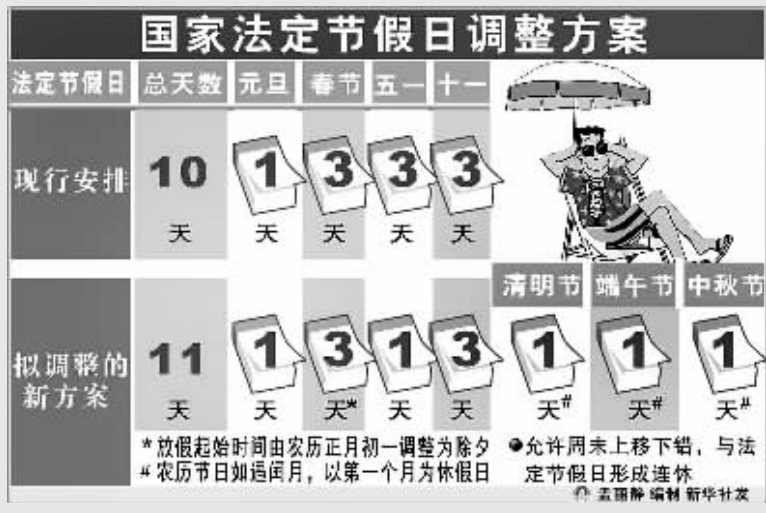 国家法定节假日调整方案
法定节假日 总天数 元旦 春节 五一 十一
现行安排 10 1 3 3 3
天 天 天 天 天
清明节 端午节 中秋节
拟调整的 11 1 3 1 3 1 1 1
新方案 天 天 天* 天 天 天# 天# 天#
*放假起始时间由农历正月初一调整为除夕
#农历节日如遇闰月，以第一个月为休假日
●允许周末上移下错，与法
定节假日形成连休
孟丽静 编制 新华社发